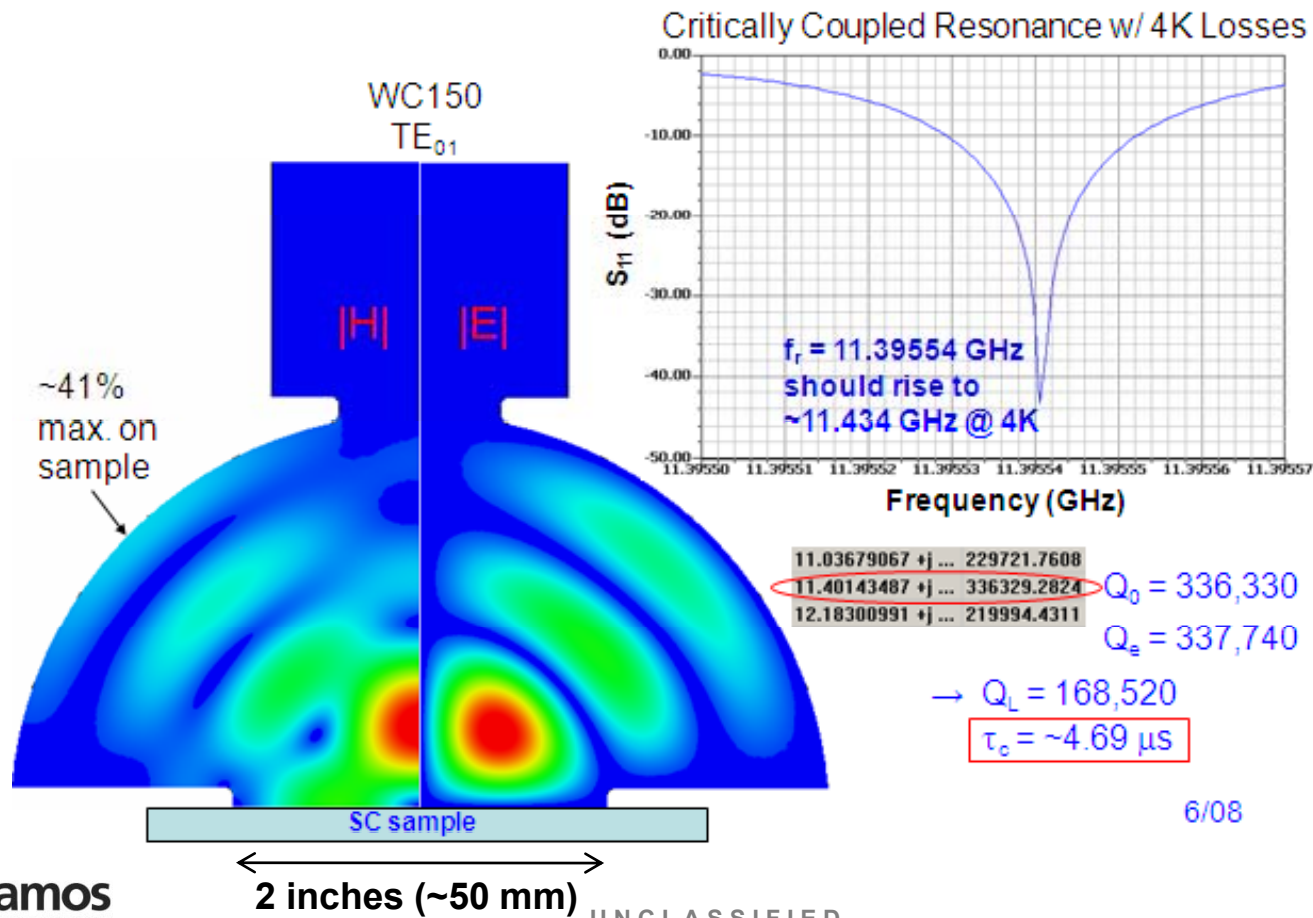 Critically Coupled Resonance w/ 4K Losses
WC150
TE₀₁
|H|
|E|
~41%
max. on
sample
SC sample
2 inches (~50 mm)
S₁₁ (dB)
0.00
-10.00
-20.00
-30.00
-40.00
-50.00
fᵣ = 11.39554 GHz
should rise to
~11.434 GHz @ 4K
11.39550 11.39551 11.39552 11.39553 11.39554 11.39555 11.39556 11.39557
Frequency (GHz)
11.03679067 +j ... 229721.7608
11.40143487 +j ... 336329.2824
12.18300991 +j ... 219994.4311
Q₀ = 336,330
Qₑ = 337,740
→ Q_L = 168,520
τ_c = ~4.69 μs
6/08
amos
UNCLASSIFIED